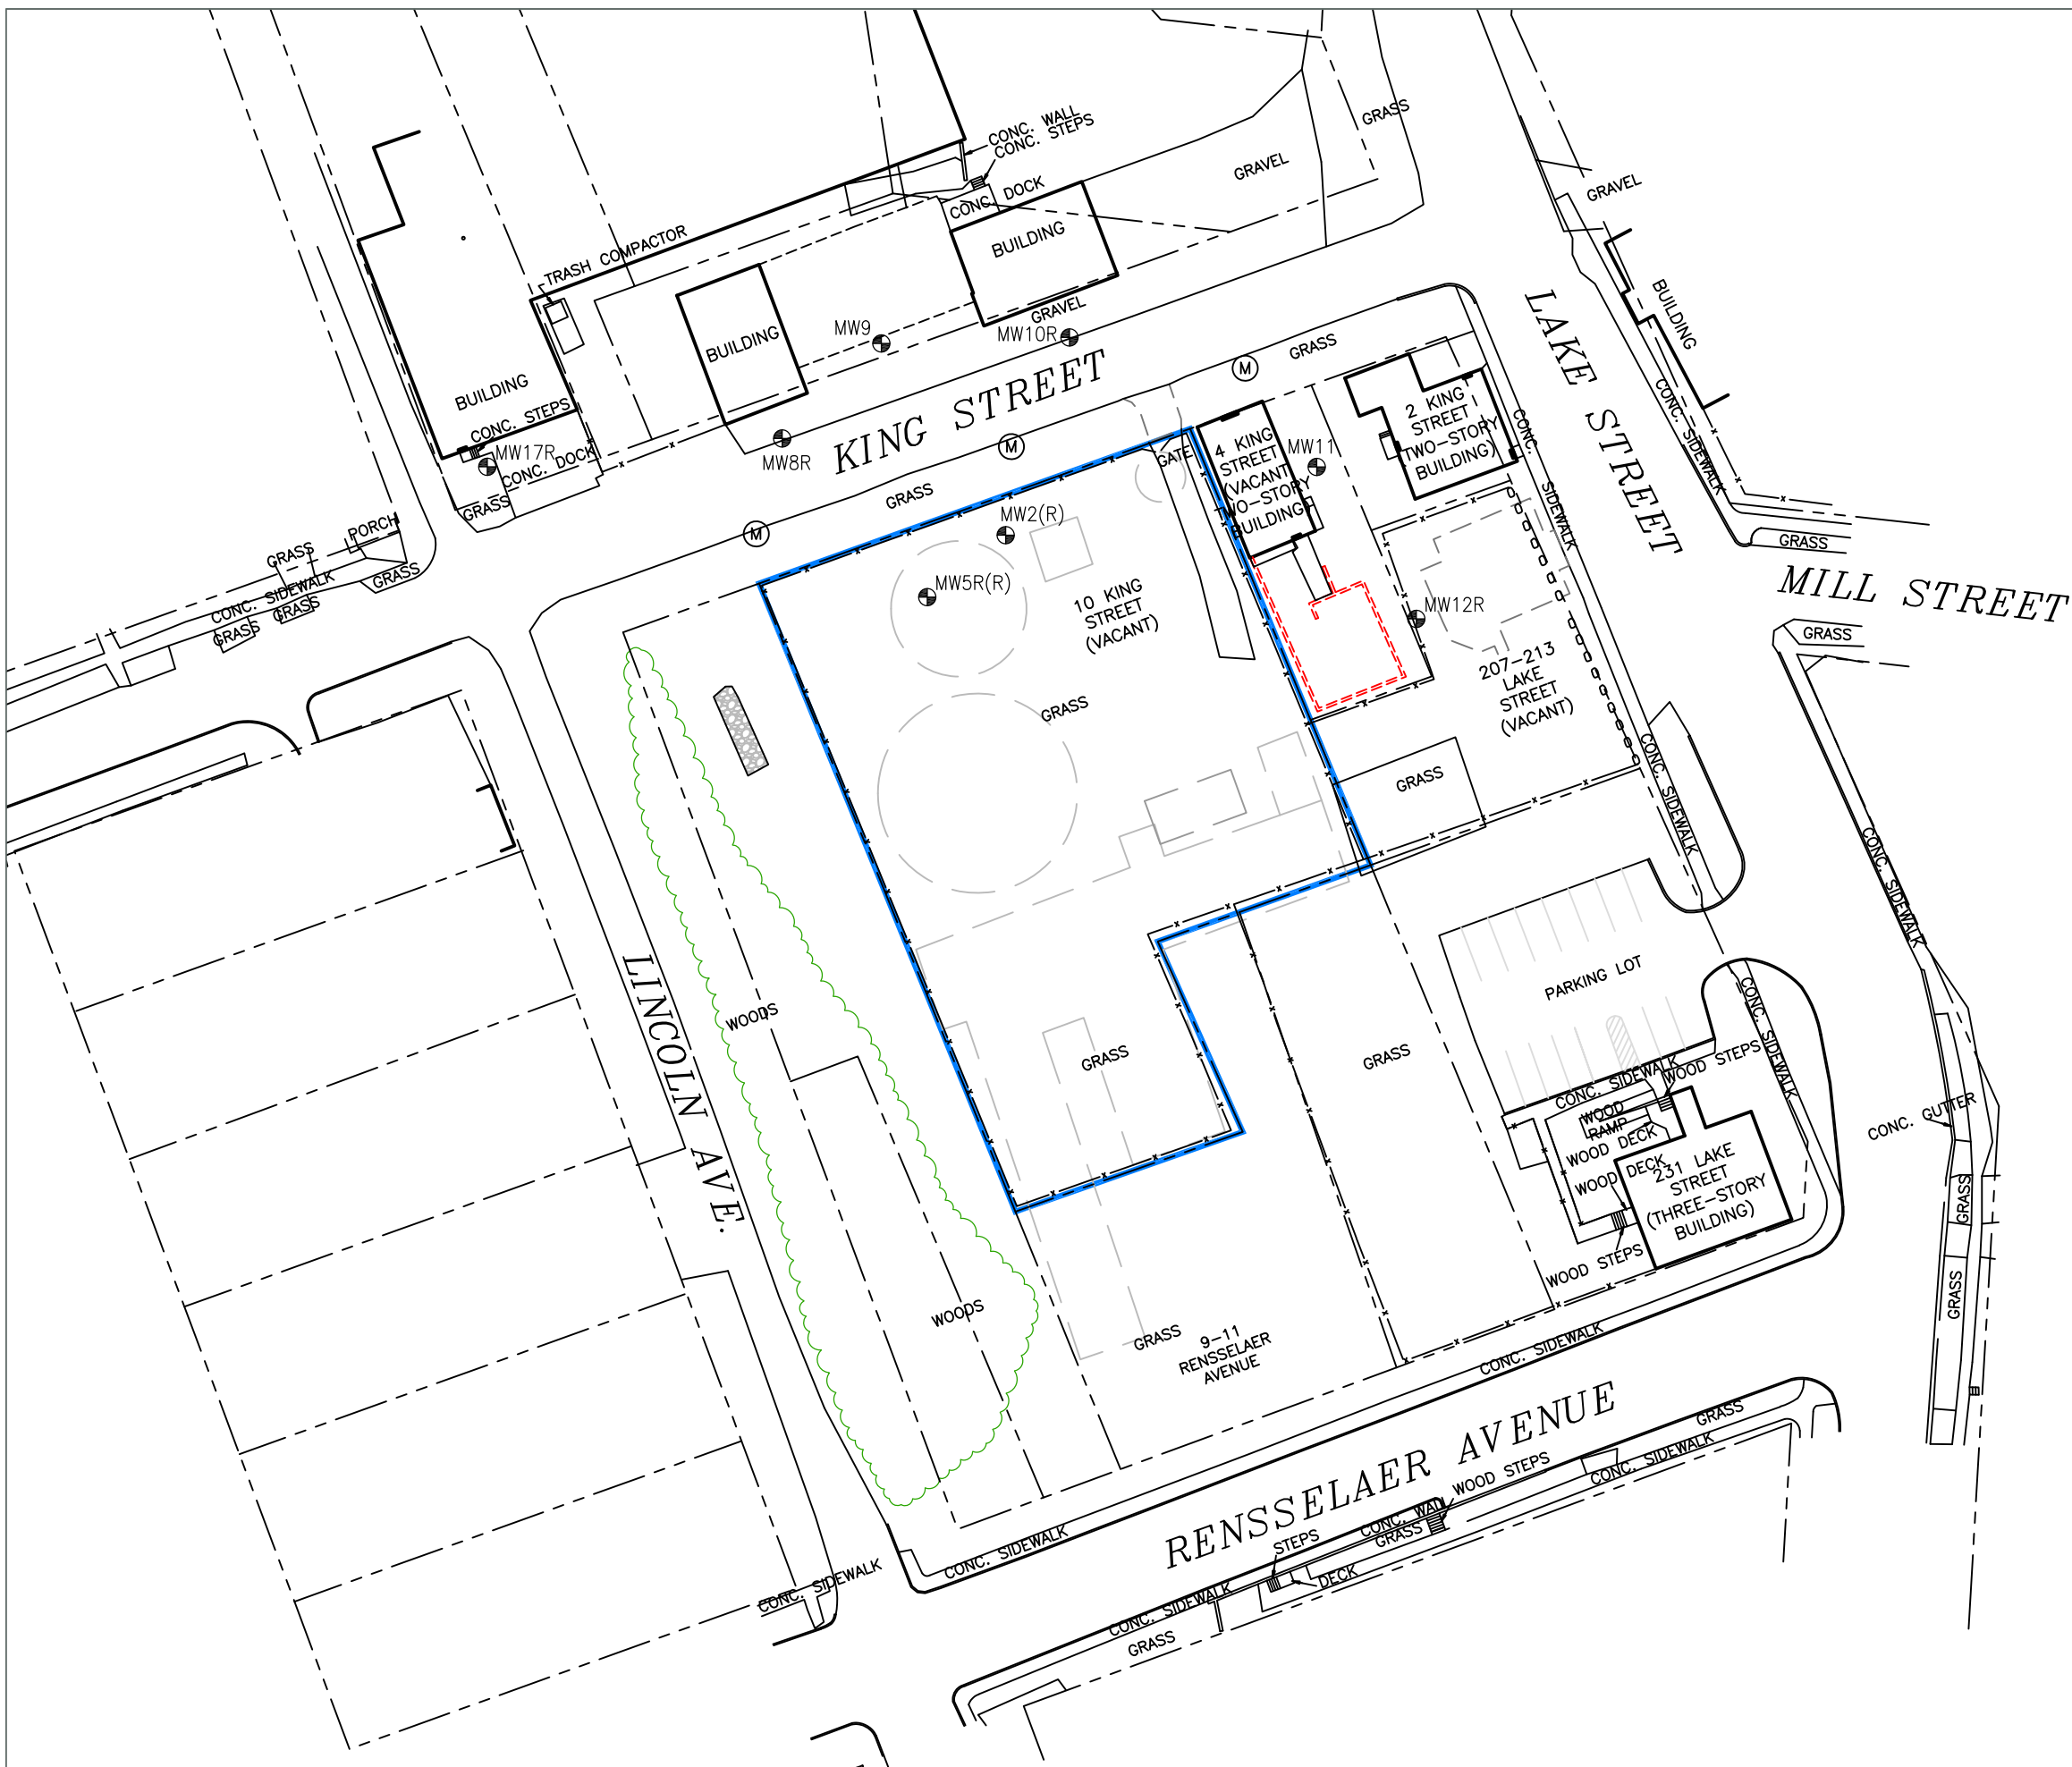 CONC. WALL
CONC. STEPS
GRASS
GRAVEL
GRAVEL
CONC. DOCK
BUILDING
TRASH COMPACTOR
BUILDING
BUILDING
GRAVEL
MW9
MW10R
BUILDING
CONC. STEPS
MW17R
CONC. DOCK
GRASS
MW8R
KING STREET
LAKE STREET
BUILDING
CONC. SIDEWALK
GRASS
M
M
M
GRASS
GRASS
2 KING
STREET
(TWO-STORY
BUILDING)
CONC.
SIDEWALK
4 KING
STREET
(VACANT
TWO-STORY
BUILDING)
MW11
GATE
MW2(R)
MW5R(R)
10 KING
STREET
(VACANT)
GRASS
MW12R
207-213
LAKE
STREET
(VACANT)
GRASS
MILL STREET
GRASS
PORCH
GRASS
GRASS
CONC. SIDEWALK
GRASS
GRASS
GRASS
CONC. SIDEWALK
CONC. SIDEWALK
LINCOLN AVE.
WOODS
WOODS
GRASS
GRASS
PARKING LOT
CONC. SIDEWALK
CONC. SIDEWALK
WOOD STEPS
WOOD
RAMP
WOOD DECK
WOOD DECK
231 LAKE
STREET
(THREE-STORY
BUILDING)
WOOD STEPS
CONC. GUTTER
GRASS
GRASS
GRASS
9-11
RENSSELAER
AVENUE
CONC. SIDEWALK
RENSSELAER AVENUE
GRASS
CONC. SIDEWALK
WOOD STEPS
CONC. WALL
GRASS
STEPS
DECK
CONC. SIDEWALK
CONC. SIDEWALK
CONC. SIDEWALK
GRASS